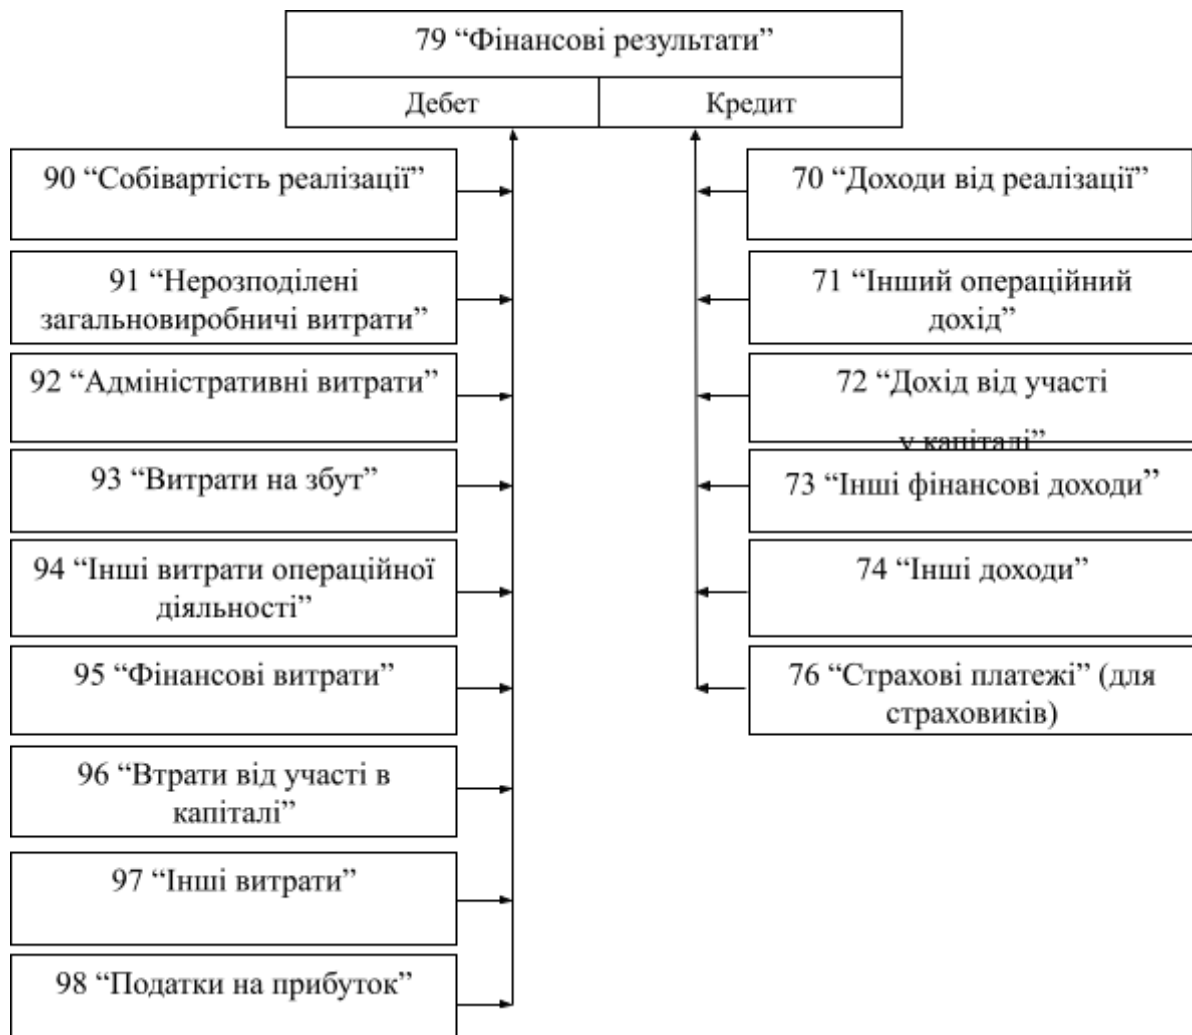 79 “Фінансові результати”
Дебет
Кредит
90 “Собівартість реалізації”
91 “Нерозподілені
загальновиробничі витрати”
92 “Адміністративні витрати”
93 “Витрати на збут”
94 “Інші витрати операційної
діяльності”
95 “Фінансові витрати”
96 “Втрати від участі в
капіталі”
97 “Інші витрати”
98 “Податки на прибуток”
70 “Доходи від реалізації”
71 “Інший операційний
дохід”
72 “Дохід від участі
у капіталі”
73 “Інші фінансові доходи”
74 “Інші доходи”
76 “Страхові платежі” (для
страховиків)